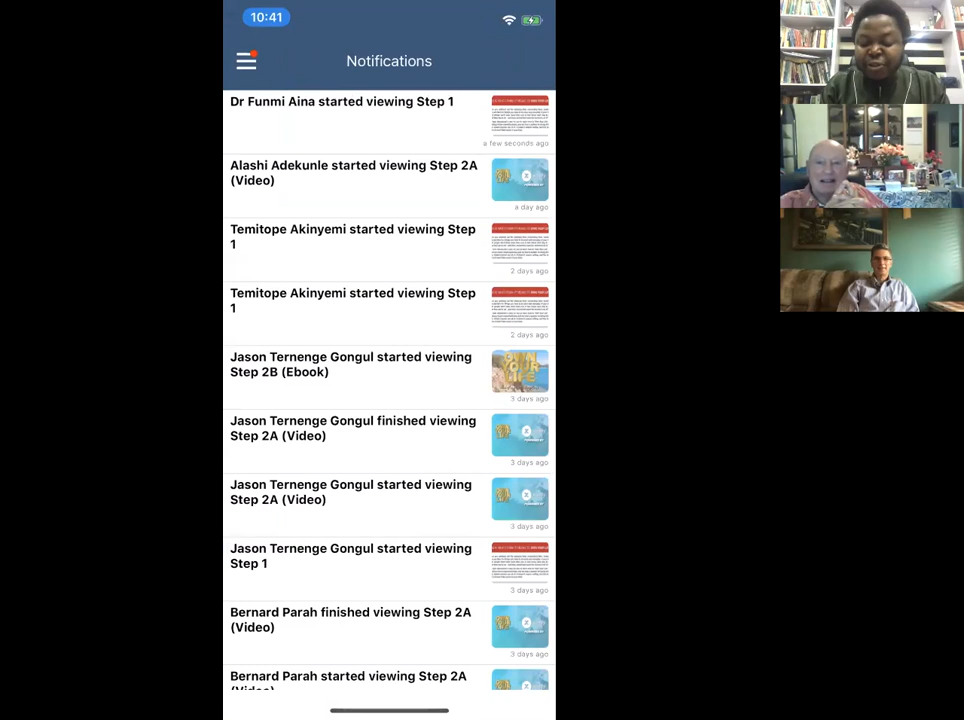 10:41
Notifications
Dr Funmi Aina started viewing Step 1
a few seconds ago
Alashi Adekunle started viewing Step 2A
(Video)
a day ago
Temitope Akinyemi started viewing Step
1
2 days ago
Temitope Akinyemi started viewing Step
1
2 days ago
Jason Ternenge Gongul started viewing
Step 2B (Ebook)
OWN
YOUR
LIFE
3 days ago
Jason Ternenge Gongul finished viewing
Step 2A (Video)
3 days ago
Jason Ternenge Gongul started viewing
Step 2A (Video)
3 days ago
Jason Ternenge Gongul started viewing
Step 1
3 days ago
Bernard Parah finished viewing Step 2A
(Video)
3 days ago
Bernard Parah started viewing Step 2A
(Video)